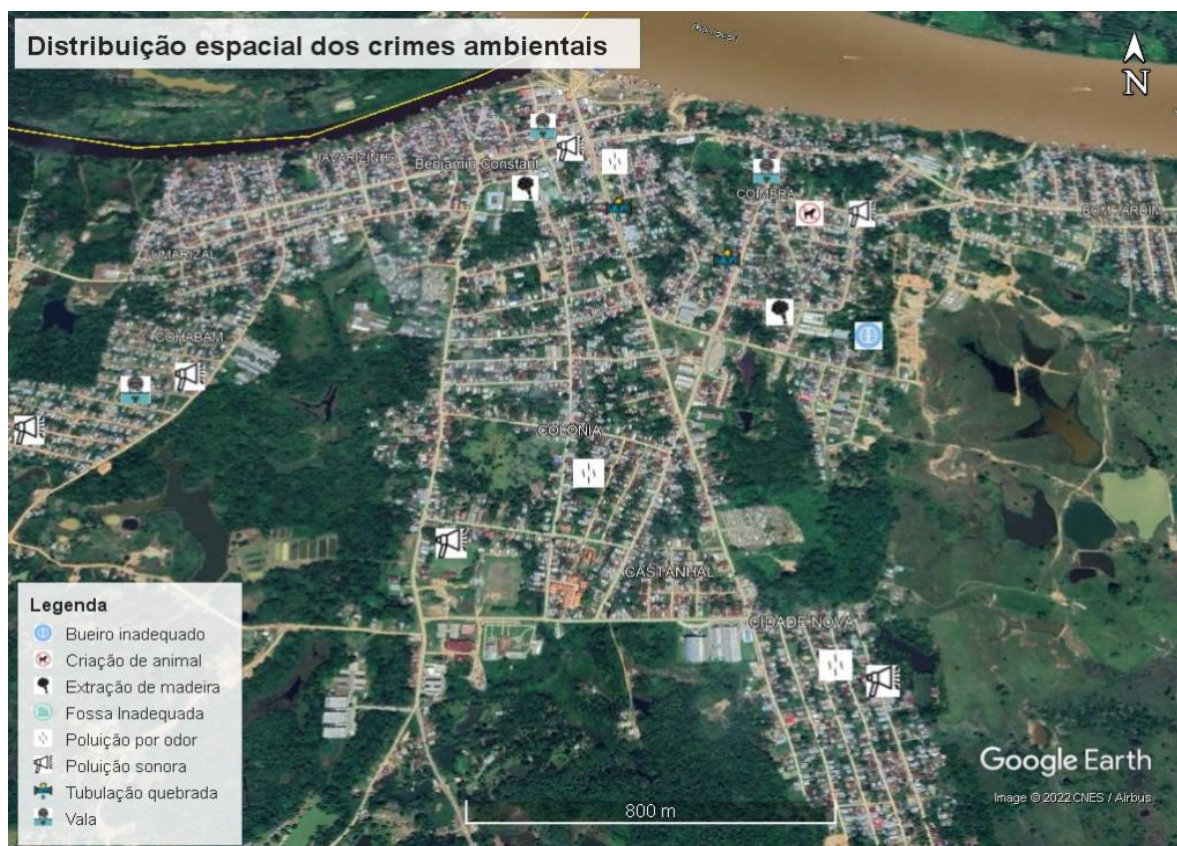 Distribuição espacial dos crimes ambientais
N
JAVARIZINHO
Benjamin Constant
COIMBRA
BOM JARDIM
UMARIZAL
COHABAM
COLÔNIA
CASTANHAL
CIDADE NOVA
Legenda
Bueiro inadequado
Criação de animal
Extração de madeira
Fossa Inadequada
Poluição por odor
Poluição sonora
Tubulação quebrada
Vala
800 m
Google Earth
Image © 2022 CNES / Airbus